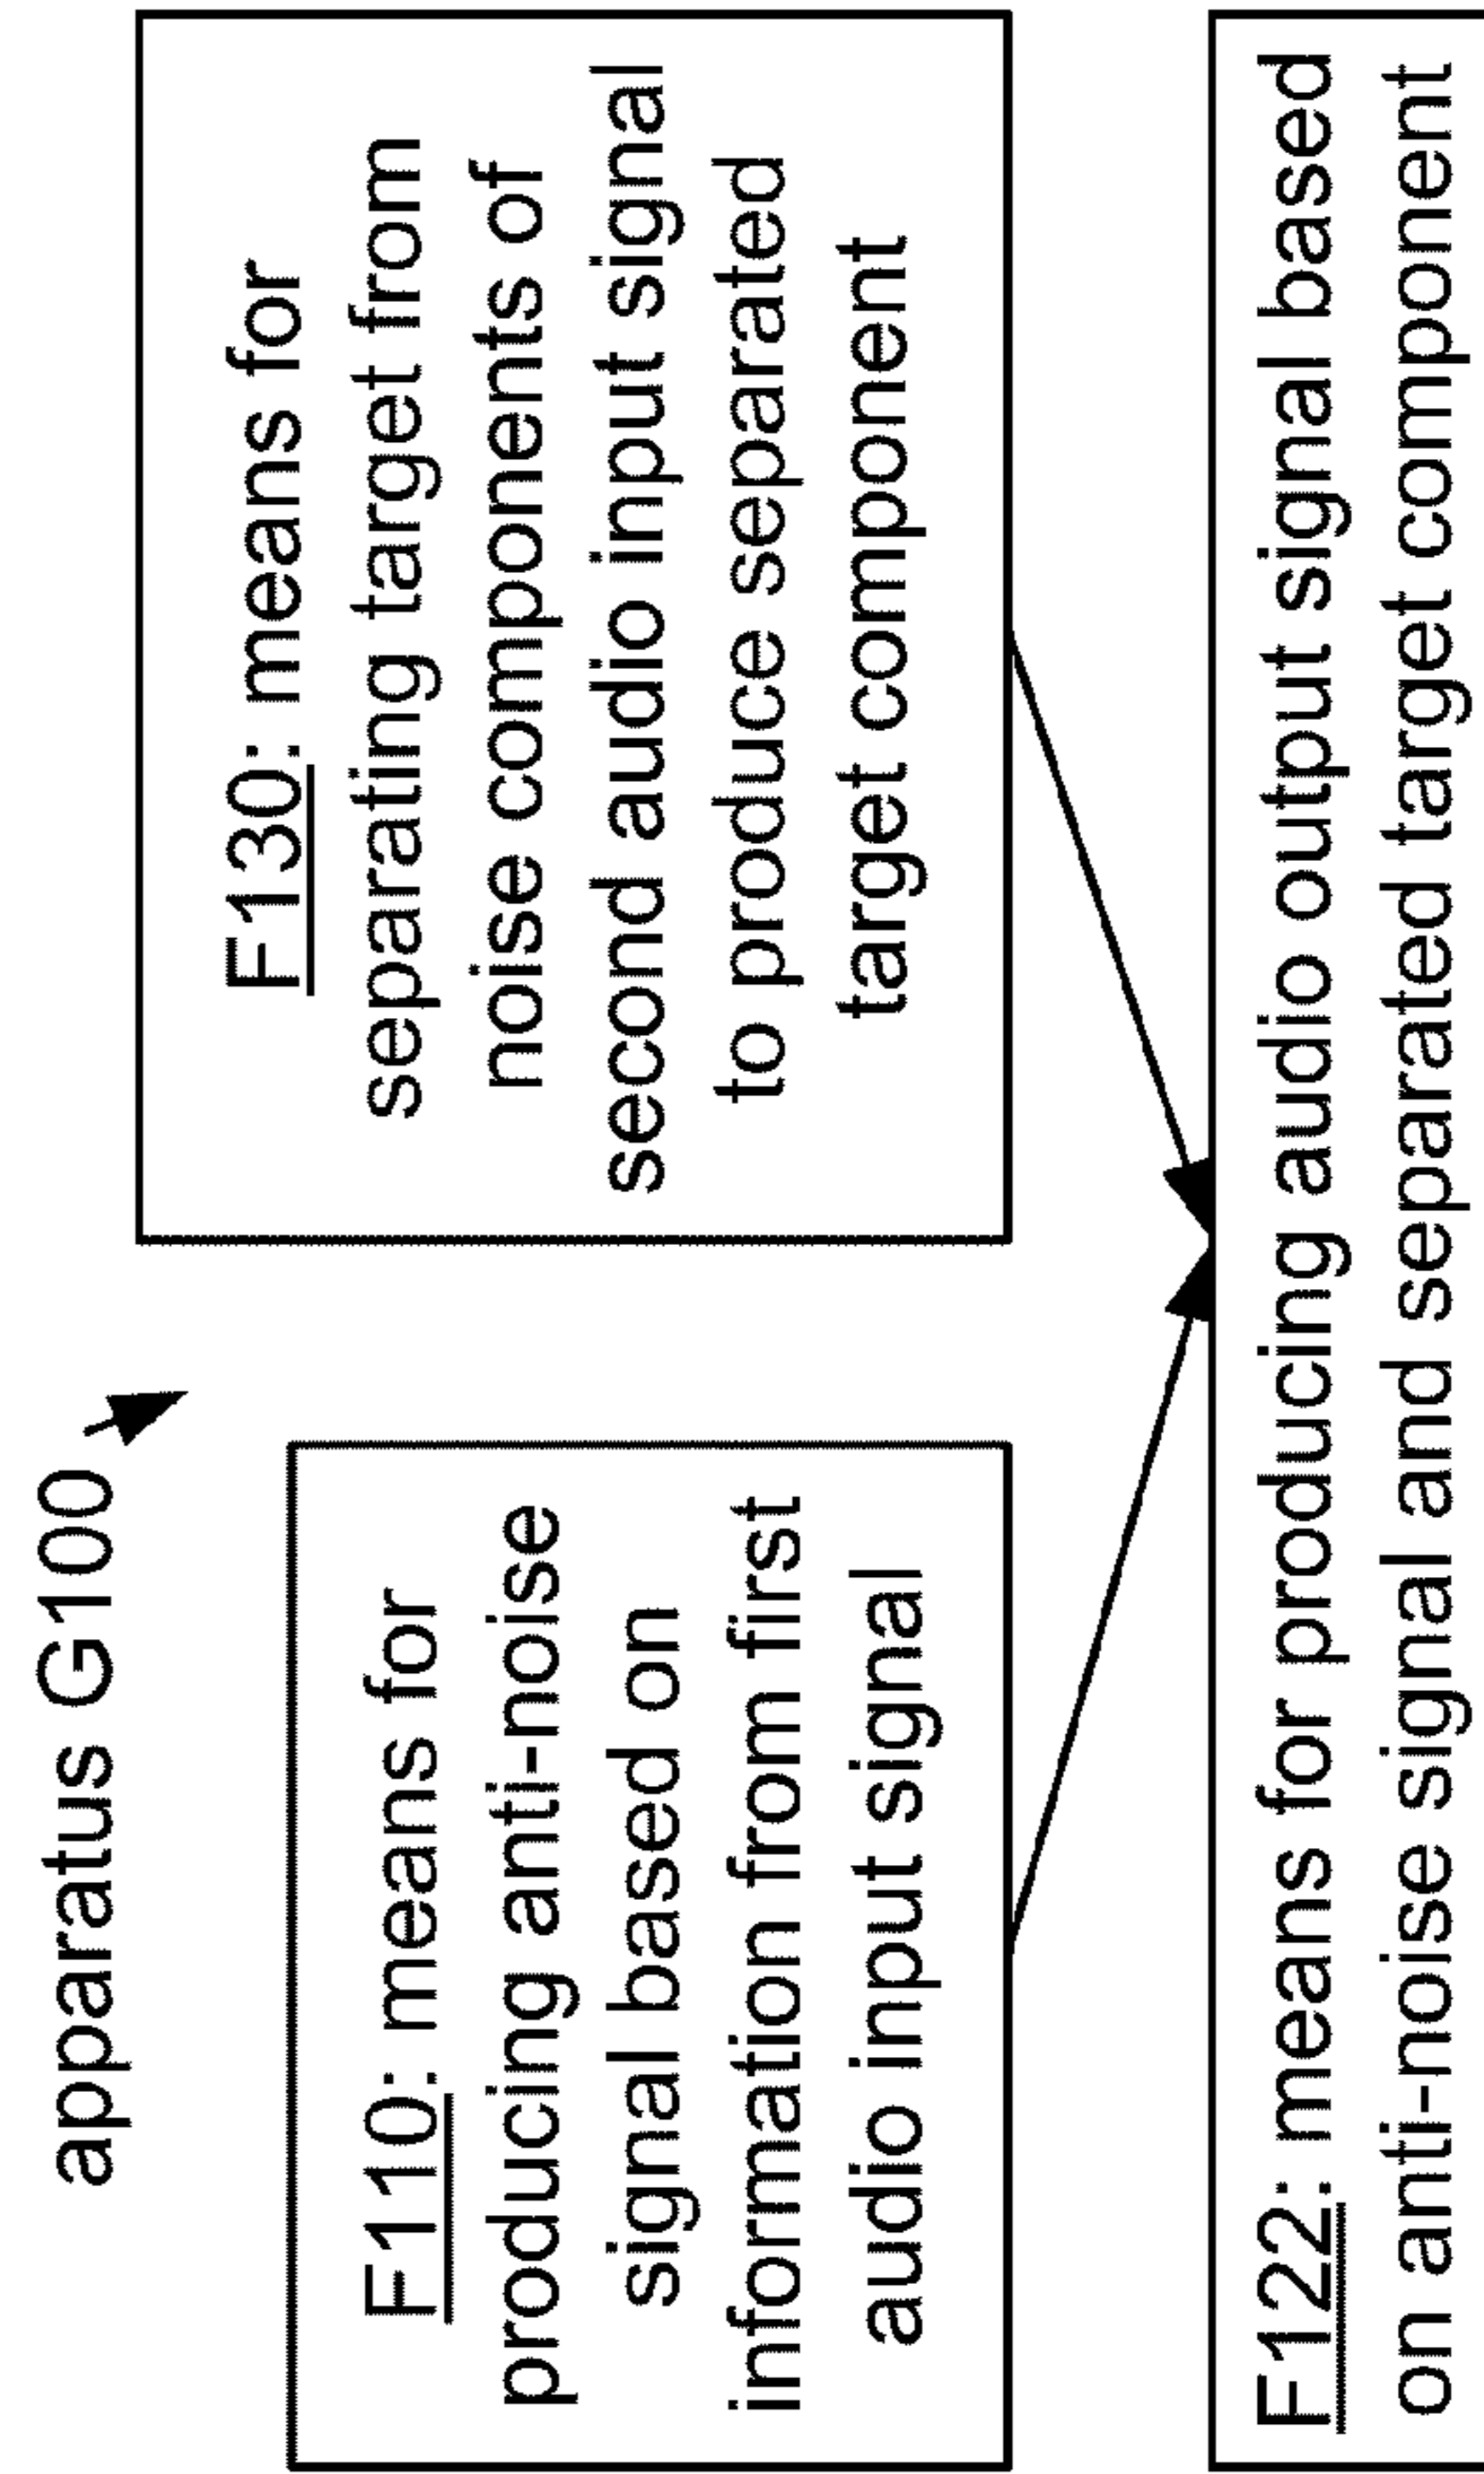 apparatus G100
F110: means for
producing anti-noise
signal based on
information from first
audio input signal
F130: means for
separating target from
noise components of
second audio input signal
to produce separated
target component
F122: means for producing audio output signal based
on anti-noise signal and separated target component